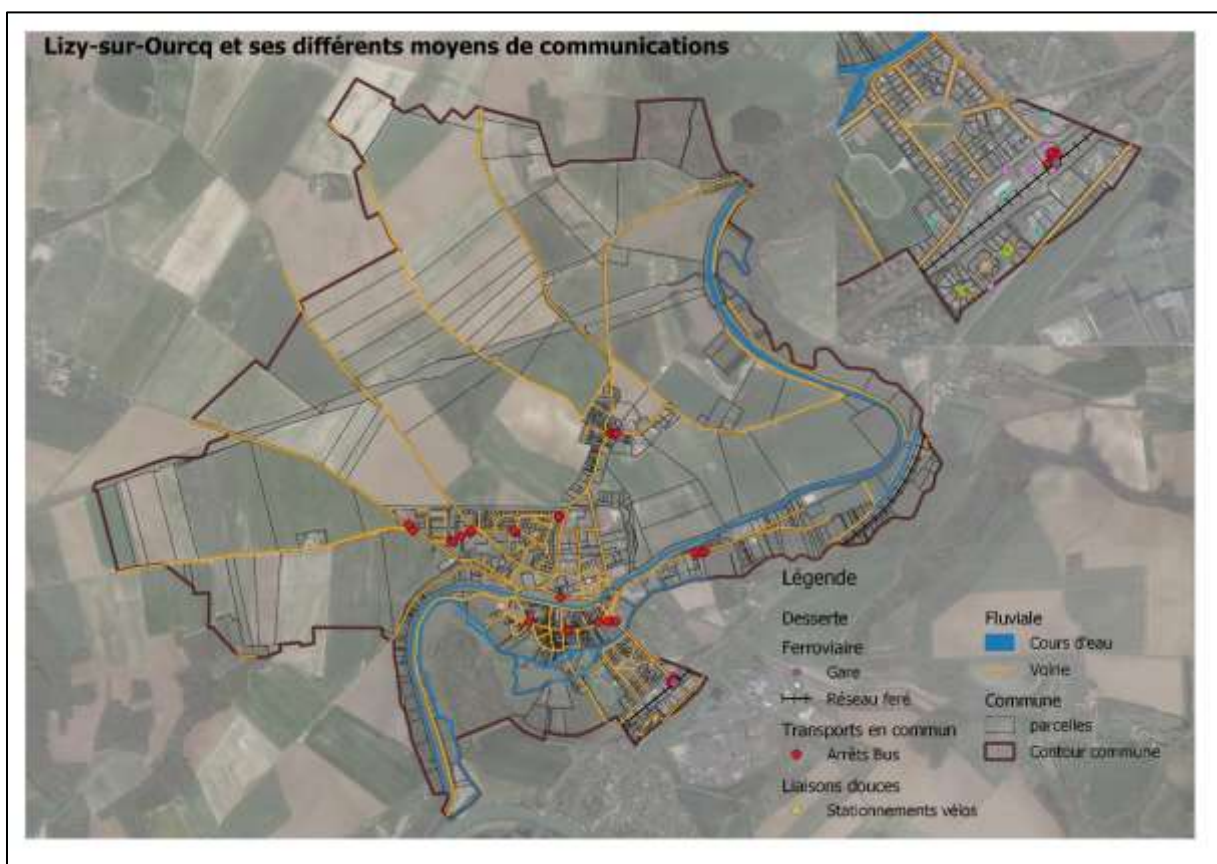 Lizy-sur-Ourcq et ses différents moyens de communications
Légende
Desserte
Ferroviaire
Gare
Réseau feré
Transports en commun
Arrêts Bus
Liaisons douces
Stationnements vélos
Fluviale
Cours d'eau
Voirie
Commune
parcelles
Contour commune